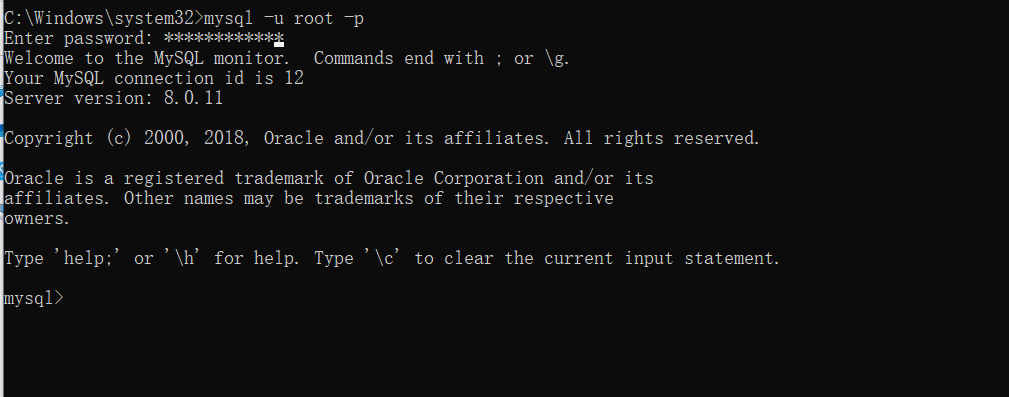 C:\Windows\system32>mysql -u root -p
Enter password: ************
Welcome to the MySQL monitor.  Commands end with ; or \g.
Your MySQL connection id is 12
Server version: 8.0.11
Copyright (c) 2000, 2018, Oracle and/or its affiliates. All rights reserved.
Oracle is a registered trademark of Oracle Corporation and/or its
affiliates. Other names may be trademarks of their respective
owners.
Type 'help;' or '\h' for help. Type '\c' to clear the current input statement.
mysql>